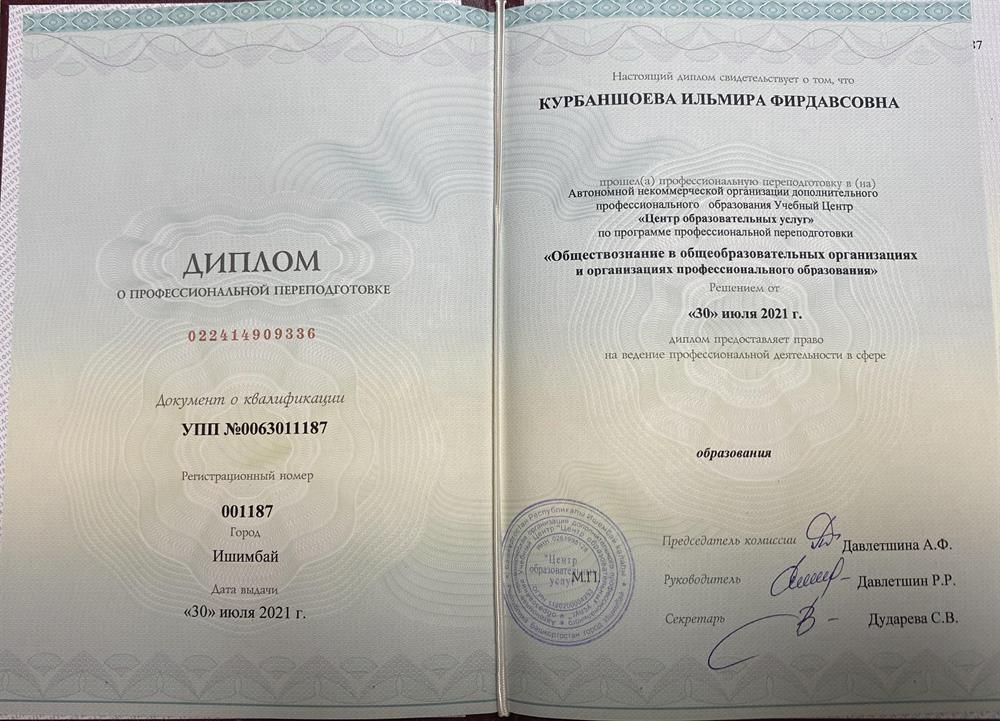 ДИПЛОМ
О ПРОФЕССИОНАЛЬНОЙ ПЕРЕПОДГОТОВКЕ
022414909336
Документ о квалификации
УПП №0063011187
Регистрационный номер
001187
Город
Ишимбай
Дата выдачи
«30» июля 2021 г.
87
Настоящий диплом свидетельствует о том, что
КУРБАНШОЕВА ИЛЬМИРА ФИРДАВСОВНА
прошел(а) профессиональную переподготовку в (на)
Автономной некоммерческой организации дополнительного
профессионального образования Учебный Центр
«Центр образовательных услуг»
по программе профессиональной переподготовки
«Обществознание в общеобразовательных организациях
и организациях профессионального образования»
Решением от
«30» июля 2021 г.
диплом предоставляет право
на ведение профессиональной деятельности в сфере
образования
"Центр
образовательных
услуг"
М.П.
Председатель комиссии
Давлетшина А.Ф.
Руководитель
Давлетшин Р.Р.
Секретарь
Дударева С.В.